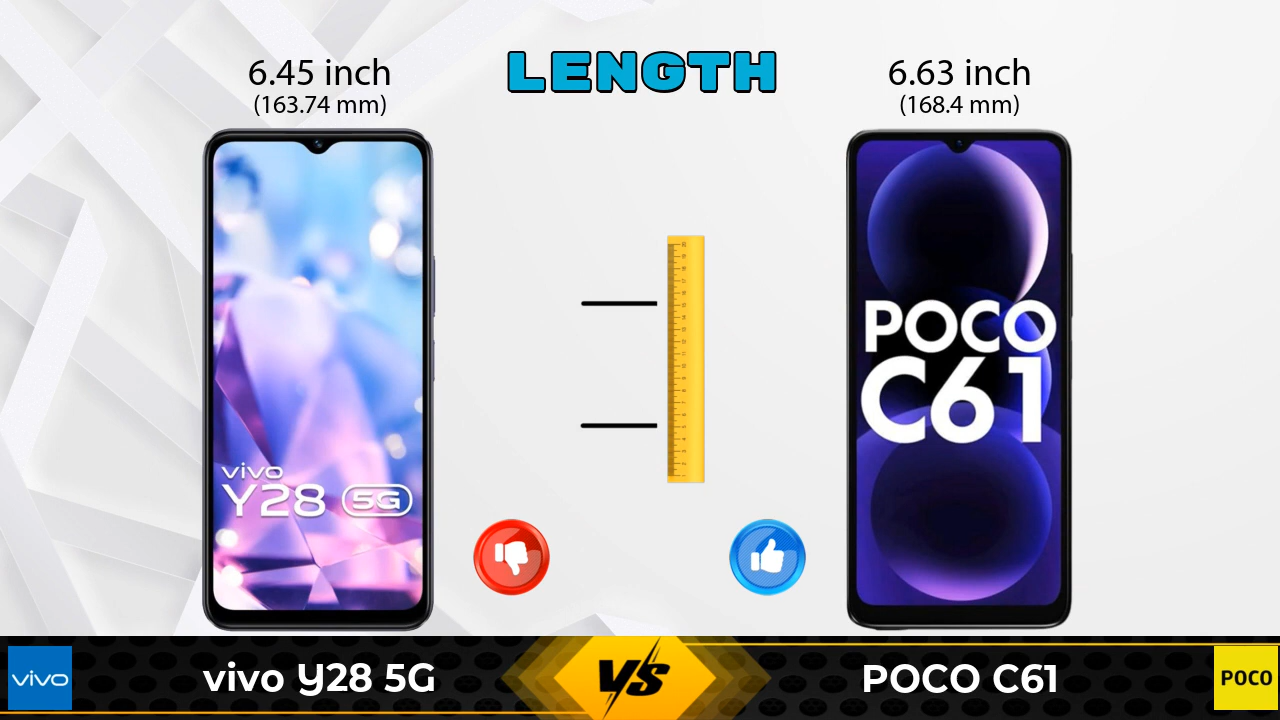 LENGTH
6.45 inch
(163.74 mm)
6.63 inch
(168.4 mm)
vivo
Y28 5G
POCO
C61
vivo
vivo Y28 5G
VS
POCO C61
POCO